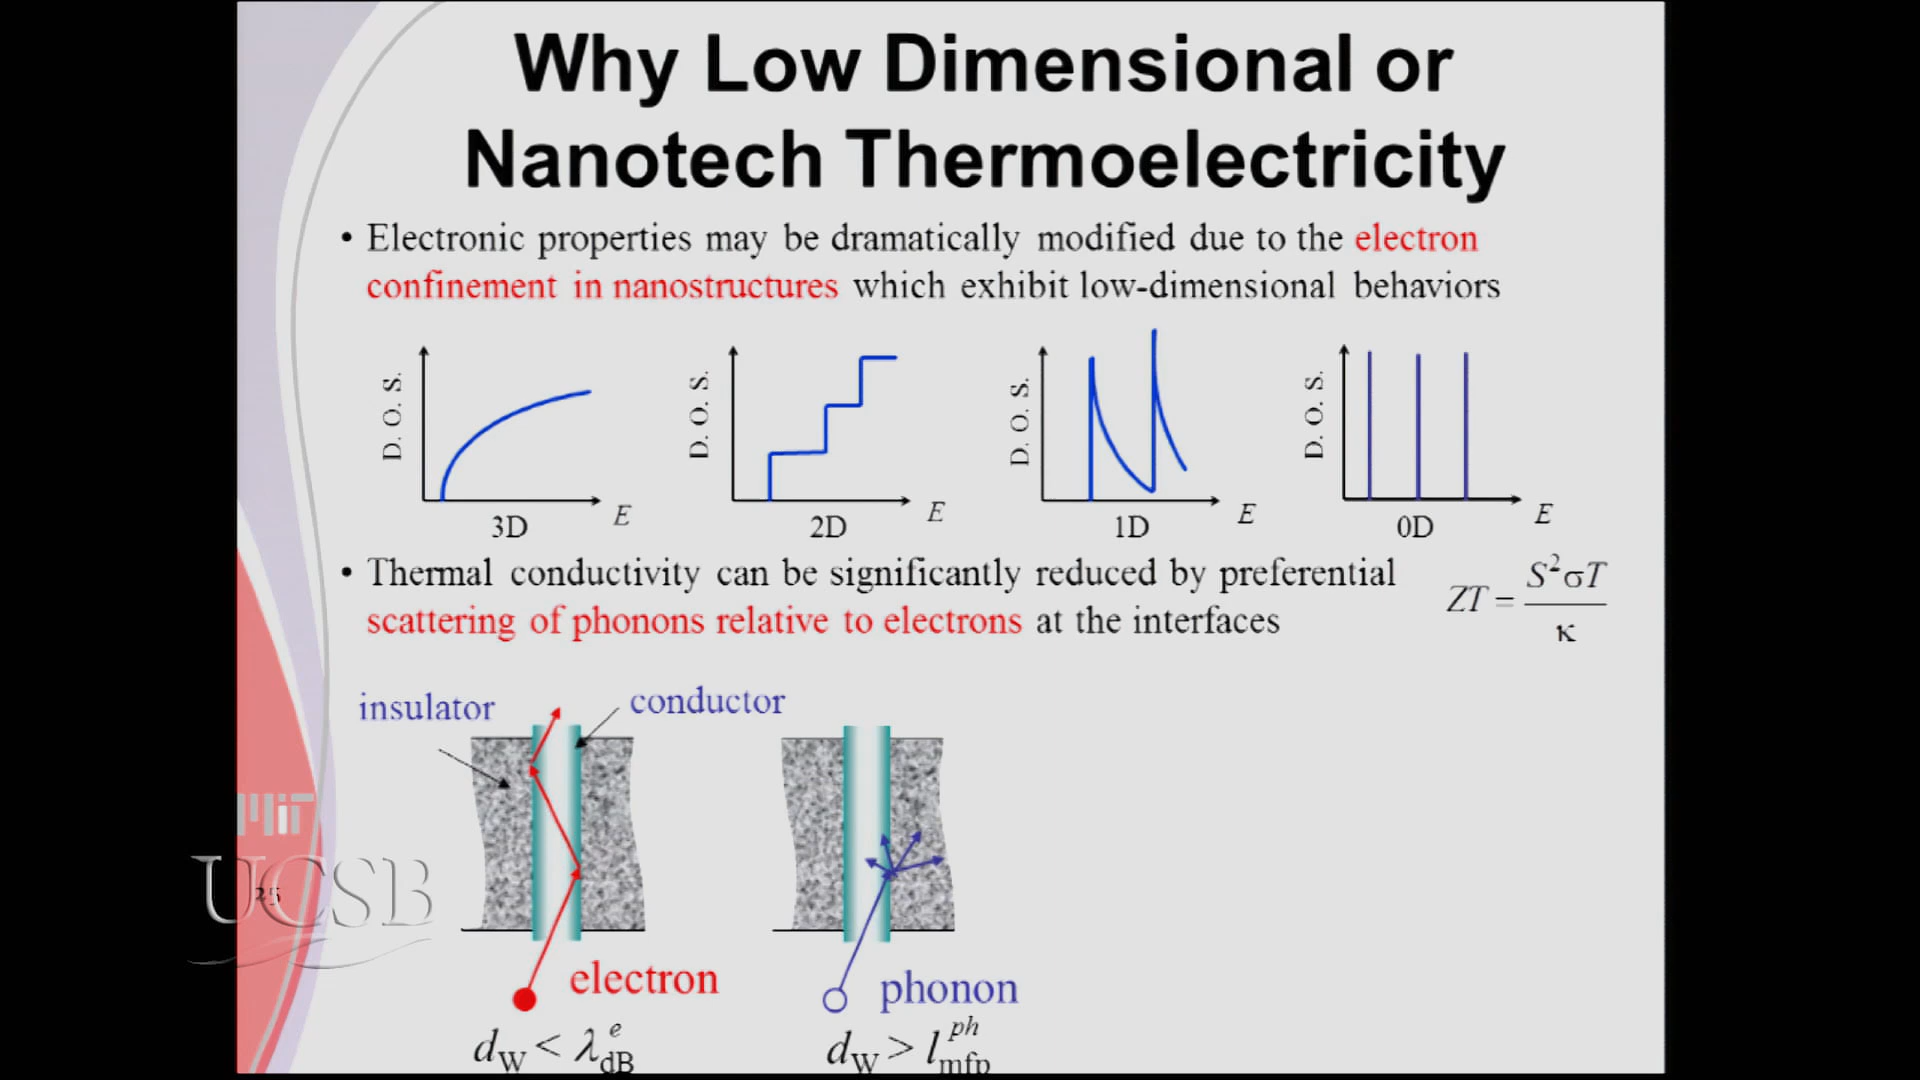 Why Low Dimensional or
Nanotech Thermoelectricity
• Electronic properties may be dramatically modified due to the electron
confinement in nanostructures which exhibit low-dimensional behaviors
D. O. S.
E
3D
D. O. S.
E
2D
D. O. S.
E
1D
D. O. S.
E
0D
• Thermal conductivity can be significantly reduced by preferential
scattering of phonons relative to electrons at the interfaces
ZT = S²σT / κ
insulator
conductor
electron
phonon
d_W < λ_dB^e
d_W > l_mfp^ph
MIT
UCSB
25